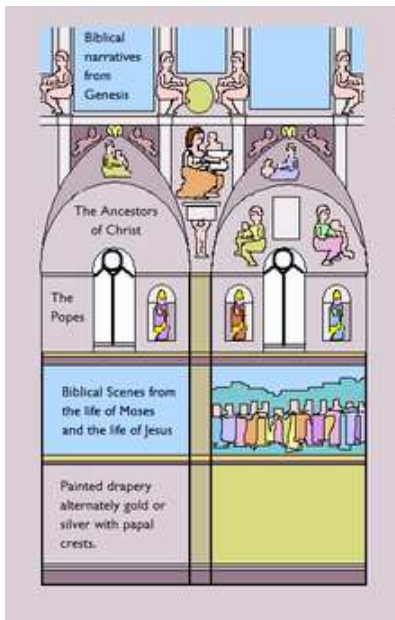 Biblical
narratives
from
Genesis
The Ancestors
of Christ
The
Popes
Biblical Scenes from
the life of Moses
and the life of Jesus
Painted drapery
alternately gold or
silver with papal
crests.